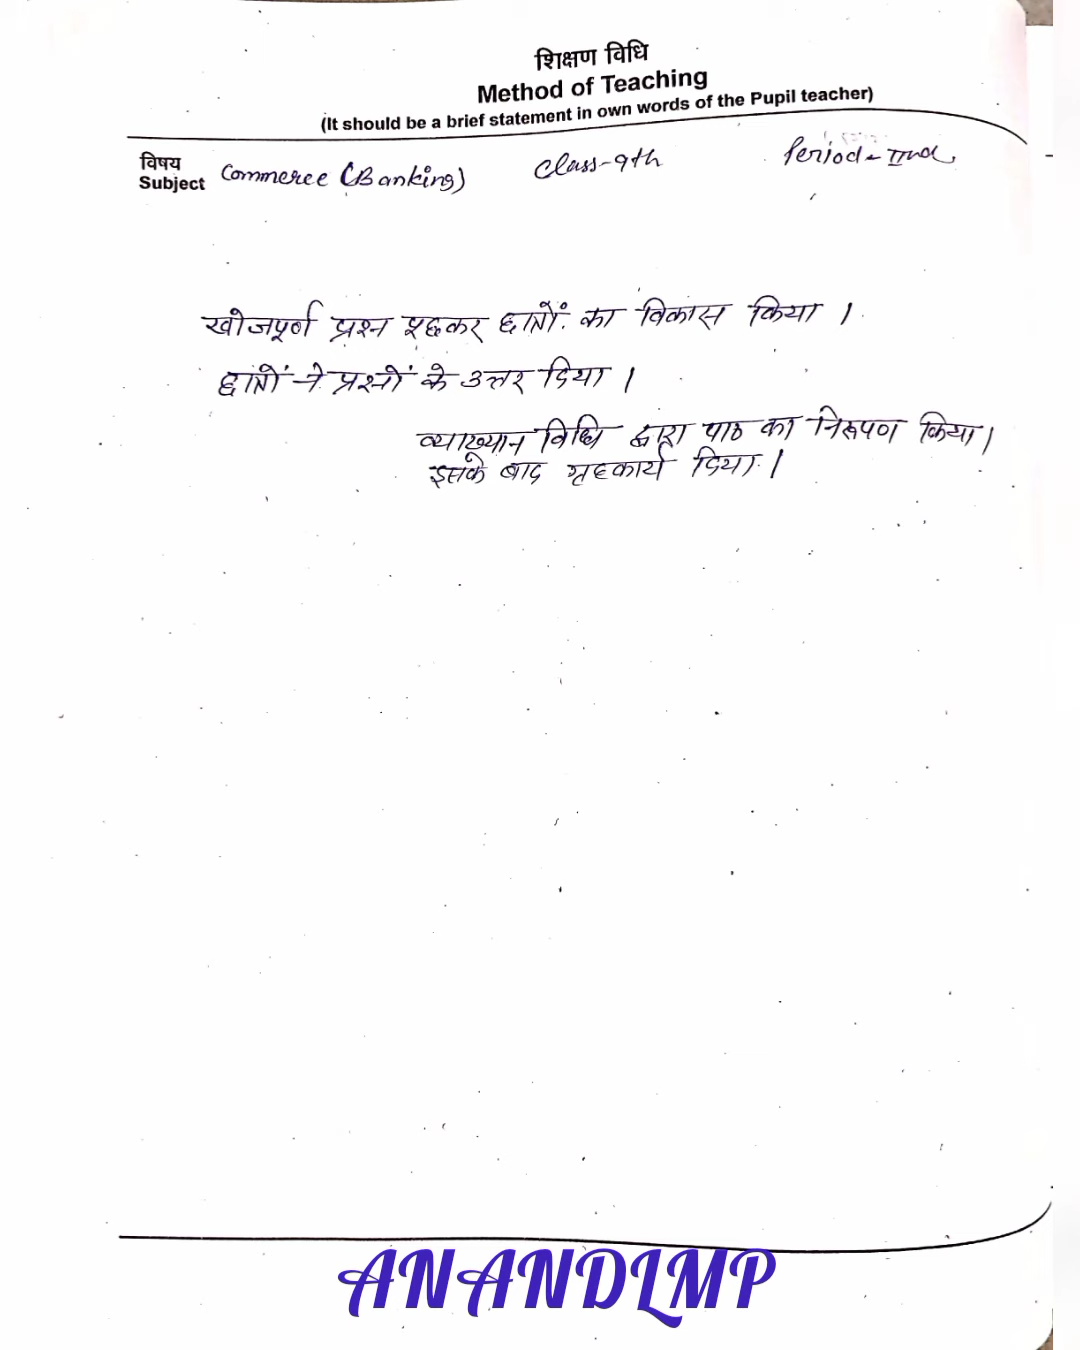 शिक्षण विधि
Method of Teaching
(It should be a brief statement in own words of the Pupil teacher)
विषय
Subject Commerce (Banking) Class-9th Period-IInd
खोजपूर्ण प्रश्न पूछकर छात्रों का विकास किया ।
छात्रों ने प्रश्नों के उत्तर दिया ।
व्याख्यान विधि द्वारा पाठ का निरूपण किया।
इसके बाद गृहकार्य दिया ।
ANANDLMP